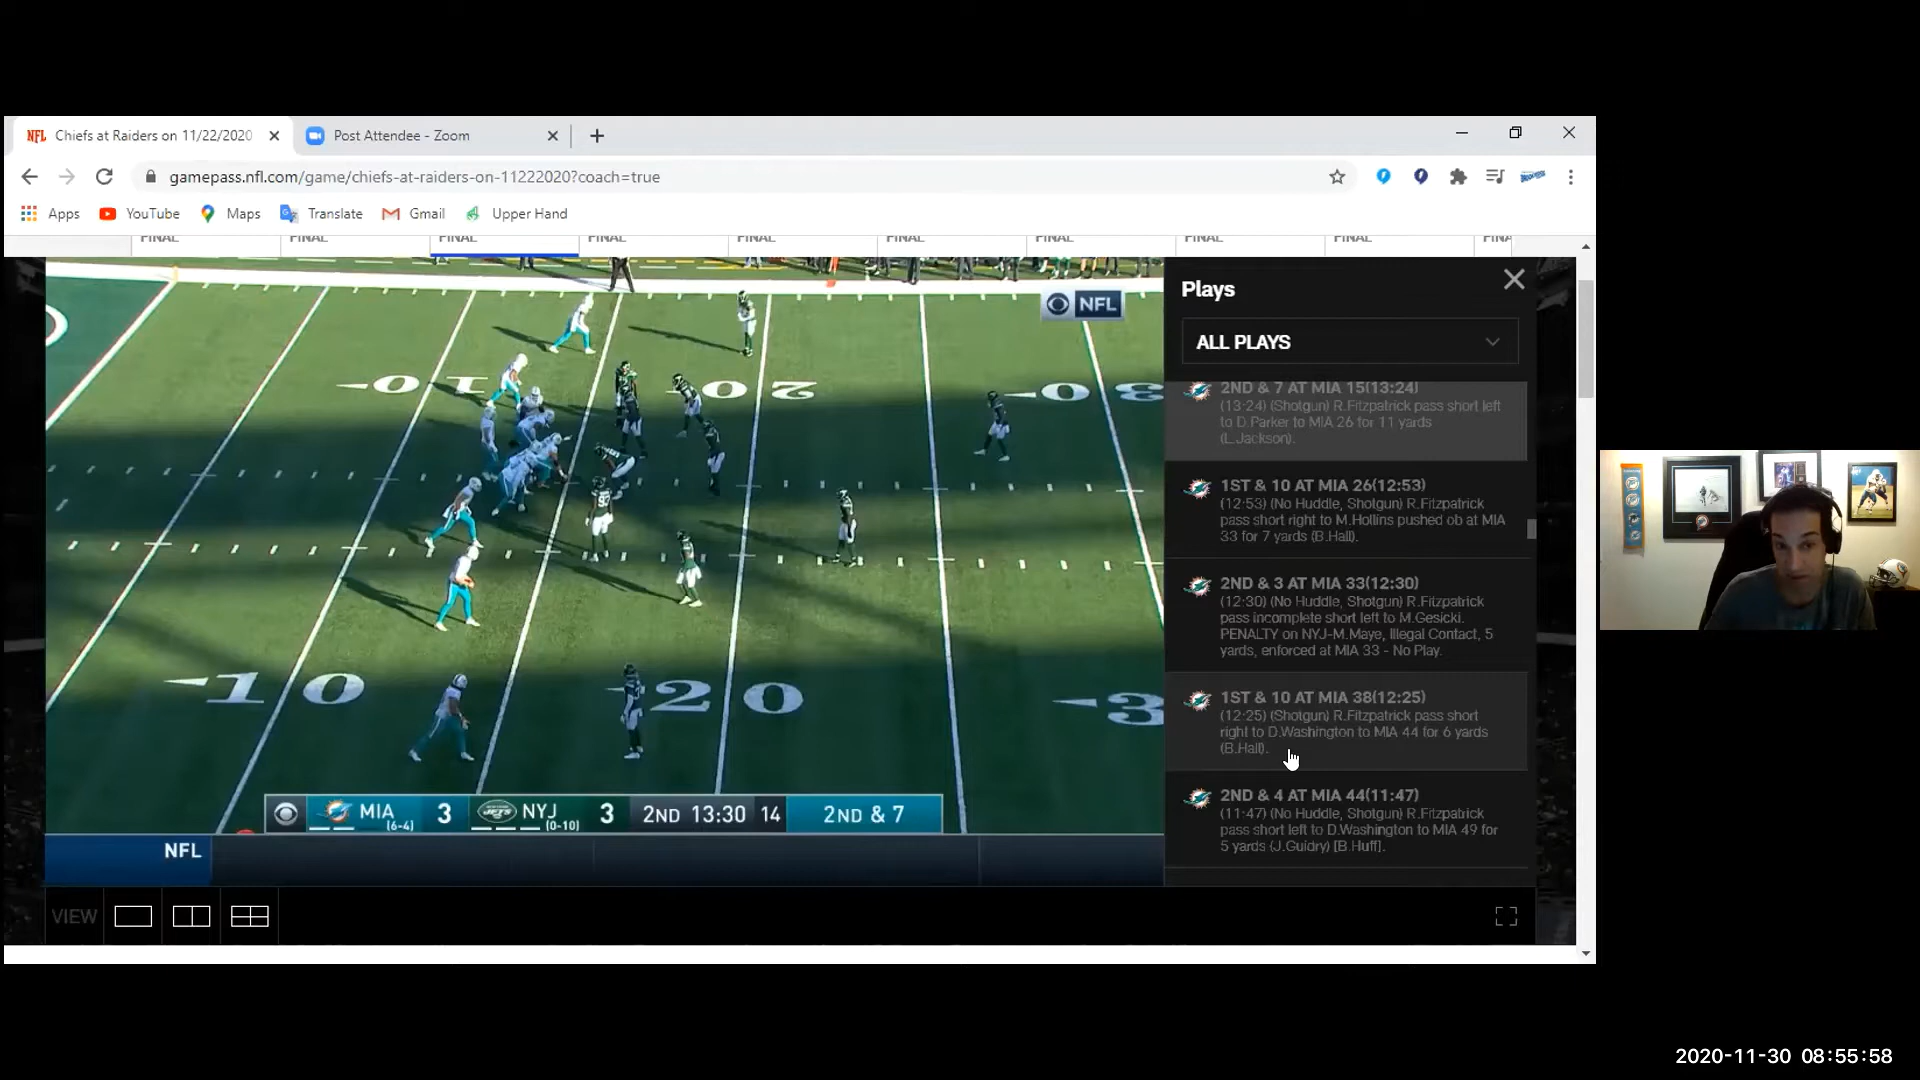 NFL Chiefs at Raiders on 11/22/2020
Post Attendee - Zoom
gamepass.nfl.com/game/chiefs-at-raiders-on-11222020?coach=true
Apps YouTube Maps Translate Gmail Upper Hand
FINAL FINAL FINAL FINAL FINAL FINAL FINAL FINAL FINAL
NFL
Plays
ALL PLAYS
2ND & 7 AT MIA 15(13:24)
(13:24) (Shotgun) R.Fitzpatrick pass short left
to D.Parker to MIA 26 for 11 yards
(L.Jackson).
1ST & 10 AT MIA 26(12:53)
(12:53) (No Huddle, Shotgun) R.Fitzpatrick
pass short right to M.Hollins pushed ob at MIA
33 for 7 yards (B.Hall).
2ND & 3 AT MIA 33(12:30)
(12:30) (No Huddle, Shotgun) R.Fitzpatrick
pass incomplete short left to M.Gesicki.
PENALTY on NYJ-M.Maye, Illegal Contact, 5
yards, enforced at MIA 33 - No Play.
1ST & 10 AT MIA 38(12:25)
(12:25) (Shotgun) R.Fitzpatrick pass short
right to D.Washington to MIA 44 for 6 yards
(B.Hall).
2ND & 4 AT MIA 44(11:47)
(11:47) (No Huddle, Shotgun) R.Fitzpatrick
pass short left to D.Washington to MIA 49 for
5 yards (J.Guidry) [B.Huff].
10 20 30
10 20 3
MIA (6-4) 3 JETS NYJ (0-10) 3 2ND 13:30 14 2ND & 7
NFL
VIEW
2020-11-30 08:55:58